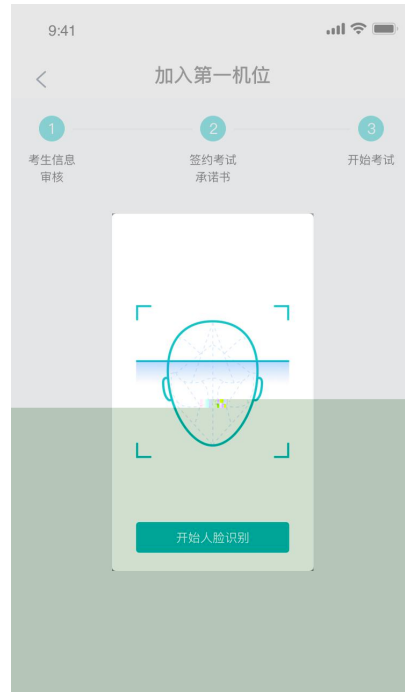 9:41
加入第一机位
1
2
3
考生信息
审核
签约考试
承诺书
开始考试
开始人脸识别